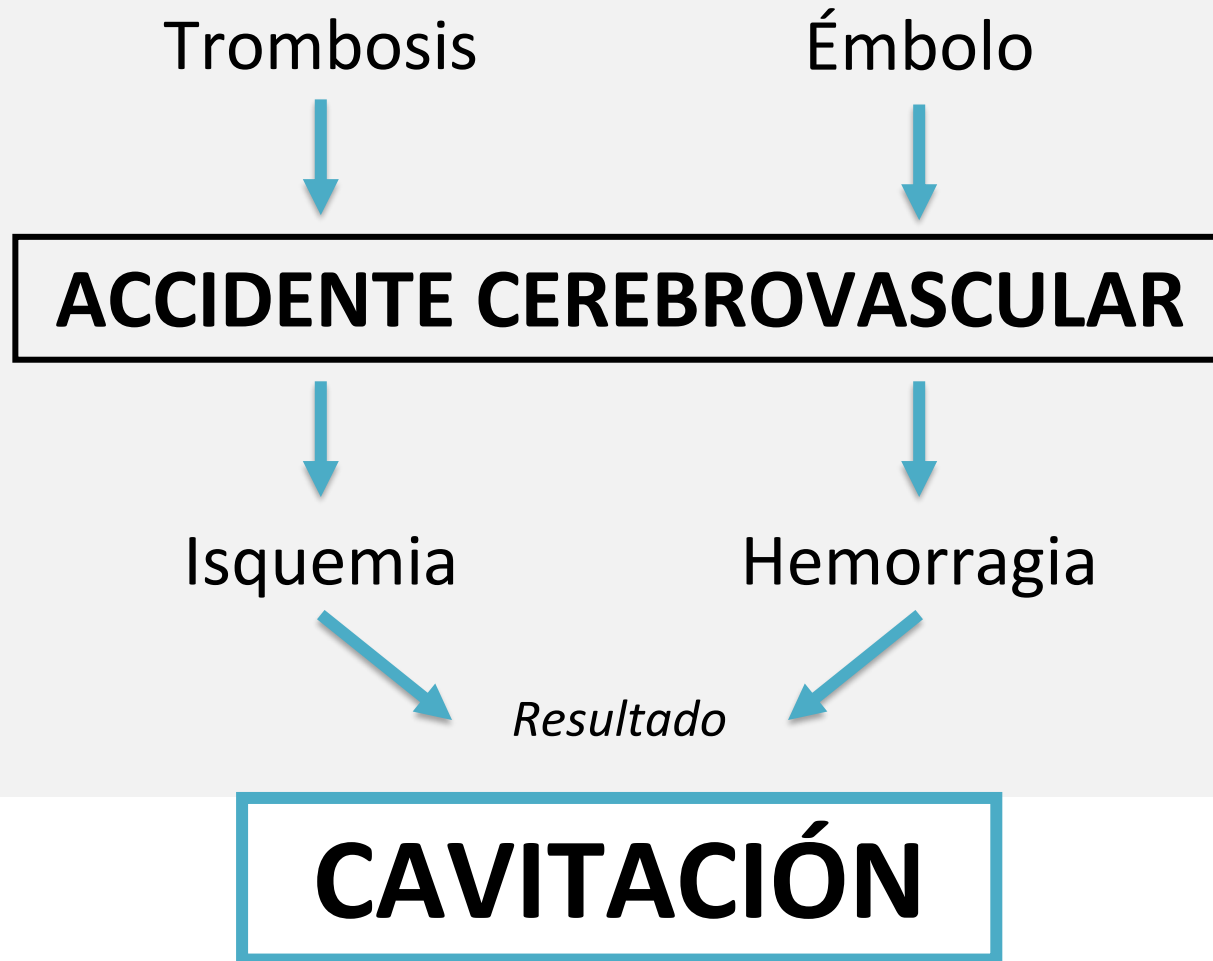 Trombosis Émbolo
ACCIDENTE CEREBROVASCULAR
Isquemia Hemorragia
Resultado
CAVITACIÓN